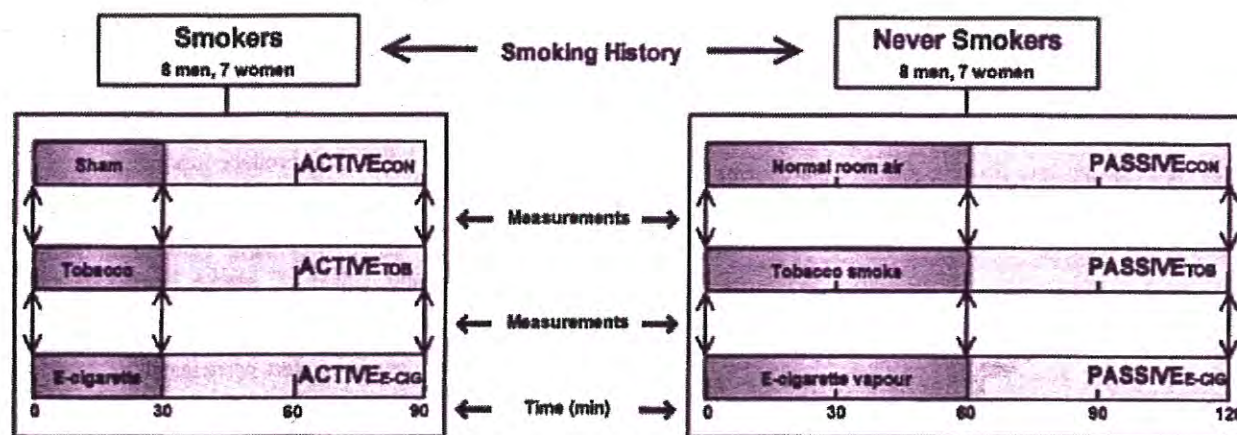 Smokers
8 men, 7 women
Smoking History
Never Smokers
8 men, 7 women
Sham
ACTIVECON
Normal room air
PASSIVECON
Measurements
Tobacco
ACTIVETOB
Tobacco smoke
PASSIVETOB
Measurements
E-cigarette
ACTIVEE-CIG
E-cigarette vapour
PASSIVEE-CIG
0 30 60 90
Time (min)
0 30 60 90 120